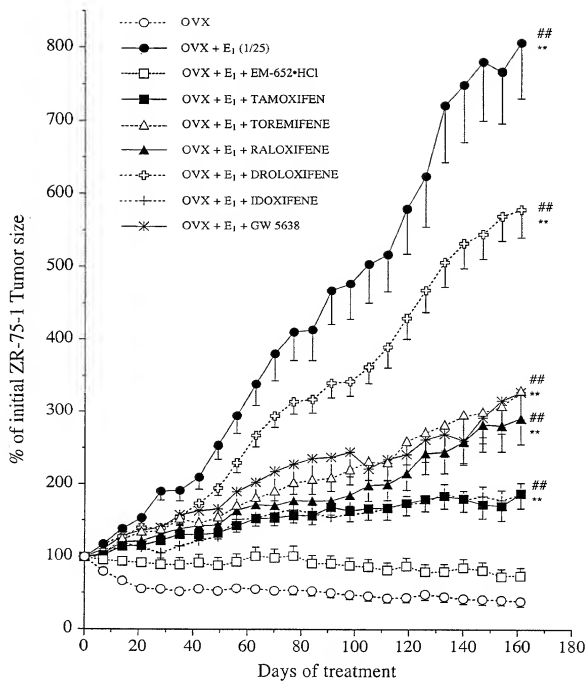 OVX
OVX + E₁ (1/25)
OVX + E₁ + EM-652•HCl
OVX + E₁ + TAMOXIFEN
OVX + E₁ + TOREMIFENE
OVX + E₁ + RALOXIFENE
OVX + E₁ + DROLOXIFENE
OVX + E₁ + IDOXIFENE
OVX + E₁ + GW 5638
% of initial ZR-75-1 Tumor size
800
700
600
500
400
300
200
100
0
##
**
##
**
##
**
##
**
##
**
0 20 40 60 80 100 120 140 160 180
Days of treatment